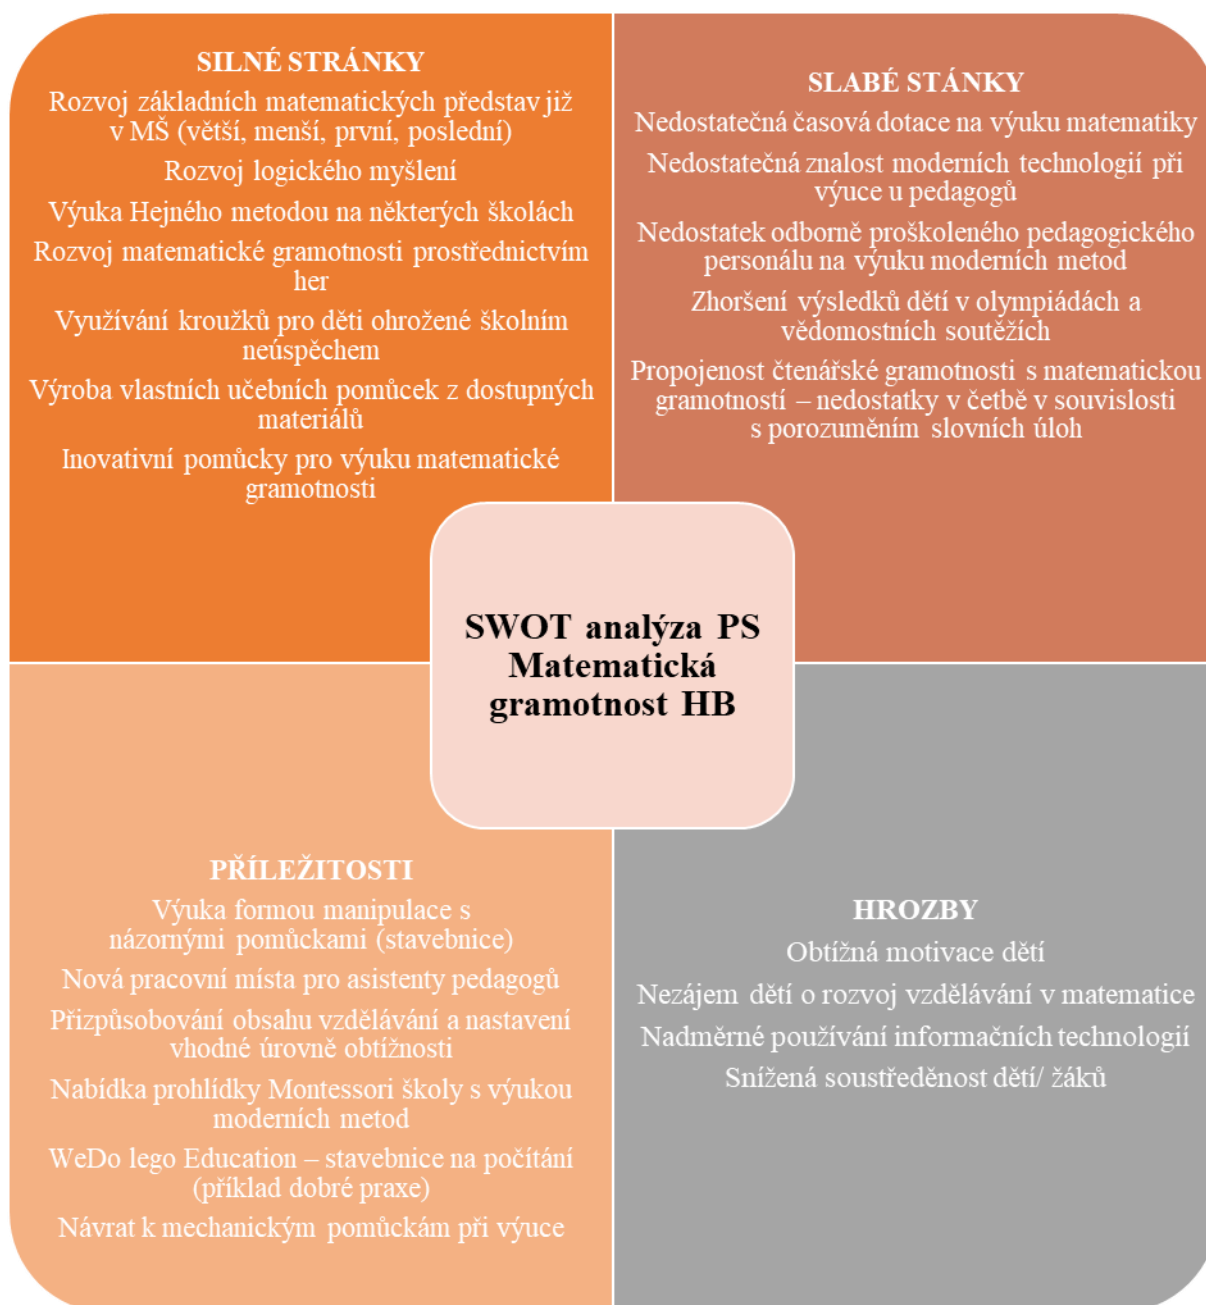 SILNÉ STRÁNKY
Rozvoj základních matematických představ již
v MŠ (větší, menší, první, poslední)
Rozvoj logického myšlení
Výuka Hejného metodou na některých školách
Rozvoj matematické gramotnosti prostřednictvím
her
Využívání kroužků pro děti ohrožené školním
neúspěchem
Výroba vlastních učebních pomůcek z dostupných
materiálů
Inovativní pomůcky pro výuku matematické
gramotnosti
SLABÉ STÁNKY
Nedostatečná časová dotace na výuku matematiky
Nedostatečná znalost moderních technologií při
výuce u pedagogů
Nedostatek odborně proškoleného pedagogického
personálu na výuku moderních metod
Zhoršení výsledků dětí v olympiádách a
vědomostních soutěžích
Propojenost čtenářské gramotnosti s matematickou
gramotností – nedostatky v četbě v souvislosti
s porozuměním slovních úloh
SWOT analýza PS
Matematická
gramotnost HB
PŘÍLEŽITOSTI
Výuka formou manipulace s
názornými pomůckami (stavebnice)
Nová pracovní místa pro asistenty pedagogů
Přizpůsobování obsahu vzdělávání a nastavení
vhodné úrovně obtížnosti
Nabídka prohlídky Montessori školy s výukou
moderních metod
WeDo lego Education – stavebnice na počítání
(příklad dobré praxe)
Návrat k mechanickým pomůckám při výuce
HROZBY
Obtížná motivace dětí
Nezájem dětí o rozvoj vzdělávání v matematice
Nadměrné používání informačních technologií
Snížená soustředěnost dětí/ žáků